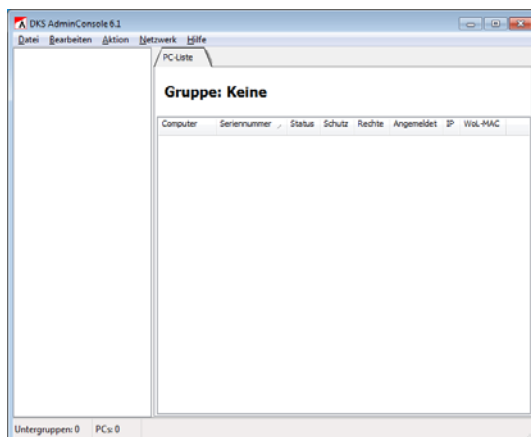 DKS AdminConsole 6.1
Datei Bearbeiten Aktion Netzwerk Hilfe
PC-Liste
Gruppe: Keine
Computer Seriennummer Status Schutz Rechte Angemeldet IP WoL-MAC
Untergruppen: 0 PCs: 0